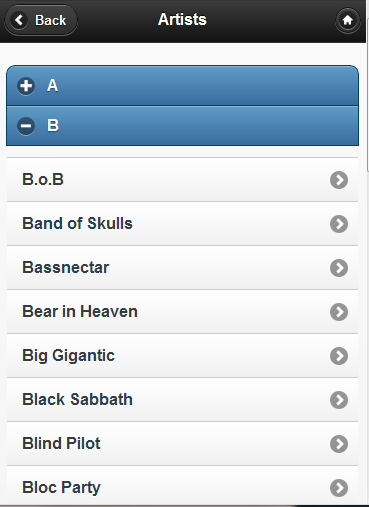 Back
Artists
A
B
B.o.B
Band of Skulls
Bassnectar
Bear in Heaven
Big Gigantic
Black Sabbath
Blind Pilot
Bloc Party